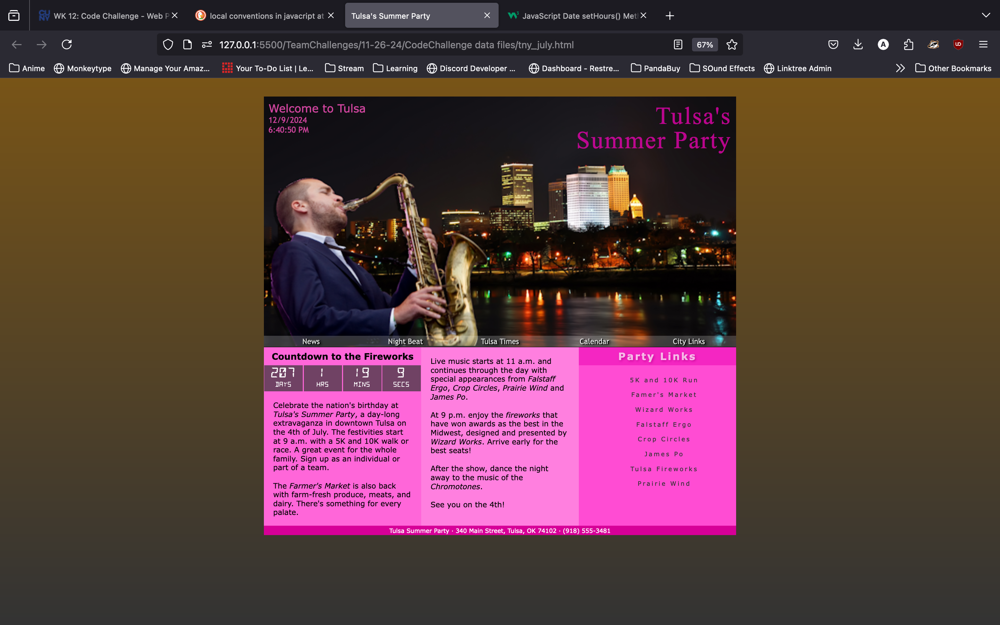 WK 12: Code Challenge - Web P
local conventions in javacript at
Tulsa's Summer Party
JavaScript Date setHours() Met
127.0.0.1:5500/TeamChallenges/11-26-24/CodeChallenge data files/tny_july.html
67%
Anime
Monkeytype
Manage Your Amaz...
Your To-Do List | Le...
Stream
Learning
Discord Developer ...
Dashboard - Restre...
PandaBuy
SOund Effects
Linktree Admin
Other Bookmarks
Welcome to Tulsa
12/9/2024
6:40:50 PM
Tulsa's
Summer Party
News
Night Beat
Tulsa Times
Calendar
City Links
Countdown to the Fireworks
207 1 19 9
DAYS HRS MINS SECS
Celebrate the nation's birthday at
Tulsa's Summer Party, a day-long
extravaganza in downtown Tulsa on
the 4th of July. The festivities start
at 9 a.m. with a 5K and 10K walk or
race. A great event for the whole
family. Sign up as an individual or
part of a team.
The Farmer's Market is also back
with farm-fresh produce, meats, and
dairy. There's something for every
palate.
Live music starts at 11 a.m. and
continues through the day with
special appearances from Falstaff
Ergo, Crop Circles, Prairie Wind and
James Po.
At 9 p.m. enjoy the fireworks that
have won awards as the best in the
Midwest, designed and presented by
Wizard Works. Arrive early for the
best seats!
After the show, dance the night
away to the music of the
Chromotones.
See you on the 4th!
Party Links
5K and 10K Run
Famer's Market
Wizard Works
Falstaff Ergo
Crop Circles
James Po
Tulsa Fireworks
Prairie Wind
Tulsa Summer Party · 340 Main Street, Tulsa, OK 74102 · (918) 555-3481